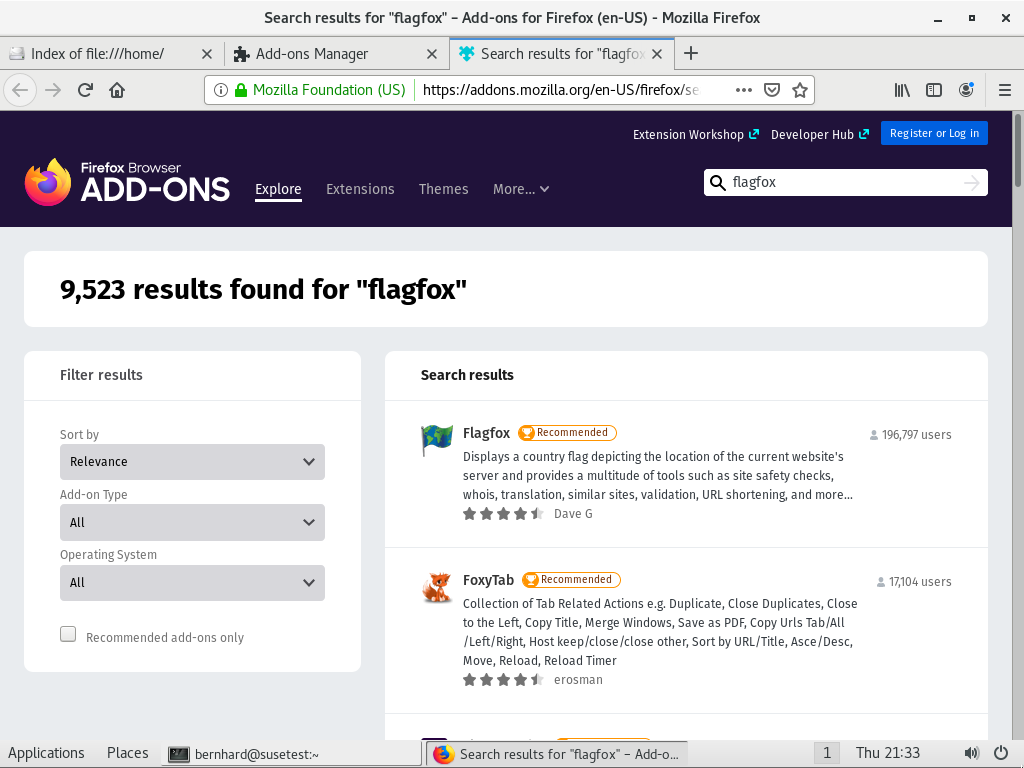 Search results for "flagfox" – Add-ons for Firefox (en-US) - Mozilla Firefox
Index of file:///home/
Add-ons Manager
Search results for "flagfox
Mozilla Foundation (US)
https://addons.mozilla.org/en-US/firefox/se
Extension Workshop
Developer Hub
Register or Log in
Firefox Browser
ADD-ONS
Explore
Extensions
Themes
More...
flagfox
9,523 results found for "flagfox"
Filter results
Sort by
Relevance
Add-on Type
All
Operating System
All
Recommended add-ons only
Search results
Flagfox
Recommended
196,797 users
Displays a country flag depicting the location of the current website's
server and provides a multitude of tools such as site safety checks,
whois, translation, similar sites, validation, URL shortening, and more...
Dave G
FoxyTab
Recommended
17,104 users
Collection of Tab Related Actions e.g. Duplicate, Close Duplicates, Close
to the Left, Copy Title, Merge Windows, Save as PDF, Copy Urls Tab/All
/Left/Right, Host keep/close/close other, Sort by URL/Title, Asce/Desc,
Move, Reload, Reload Timer
erosman
Applications
Places
bernhard@susetest:~
Search results for "flagfox" – Add-o...
1
Thu 21:33